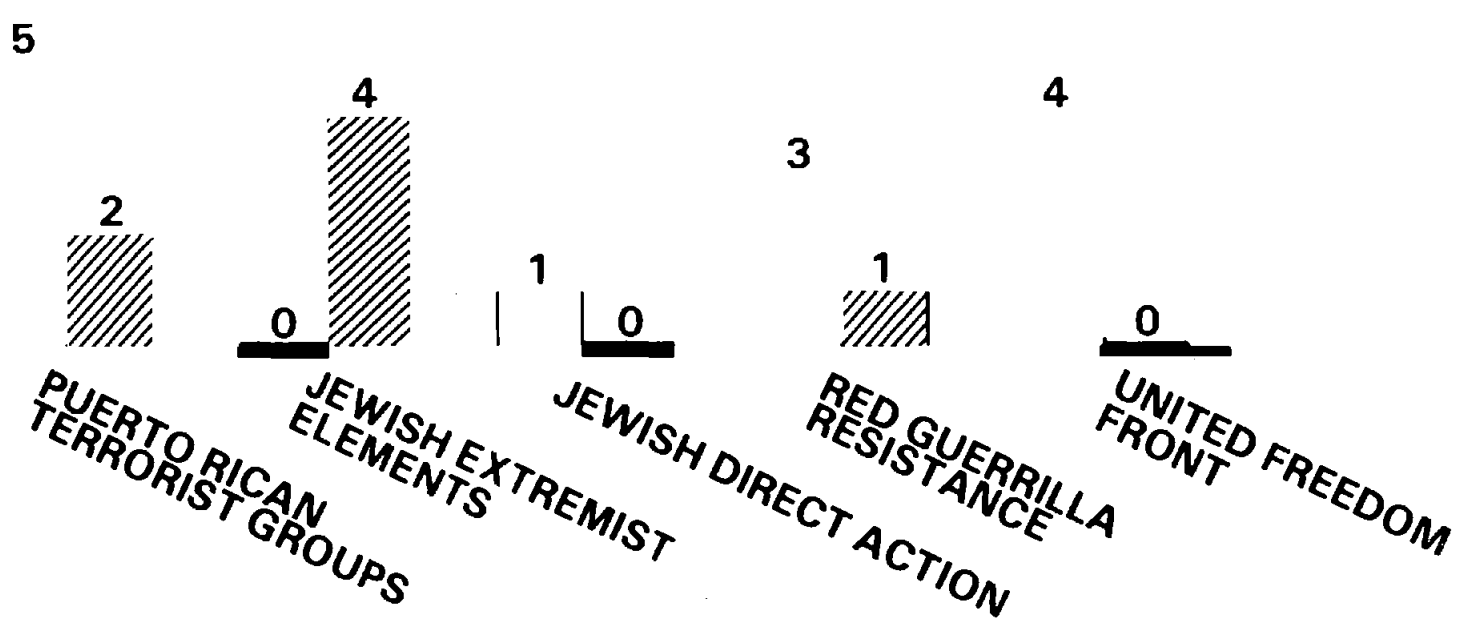 5
4
4
3
2
1
1
0
0
0
PUERTO RICAN
TERRORIST GROUPS
JEWISH EXTREMIST
ELEMENTS
JEWISH DIRECT ACTION
RED GUERRILLA
RESISTANCE
UNITED FREEDOM
FRONT